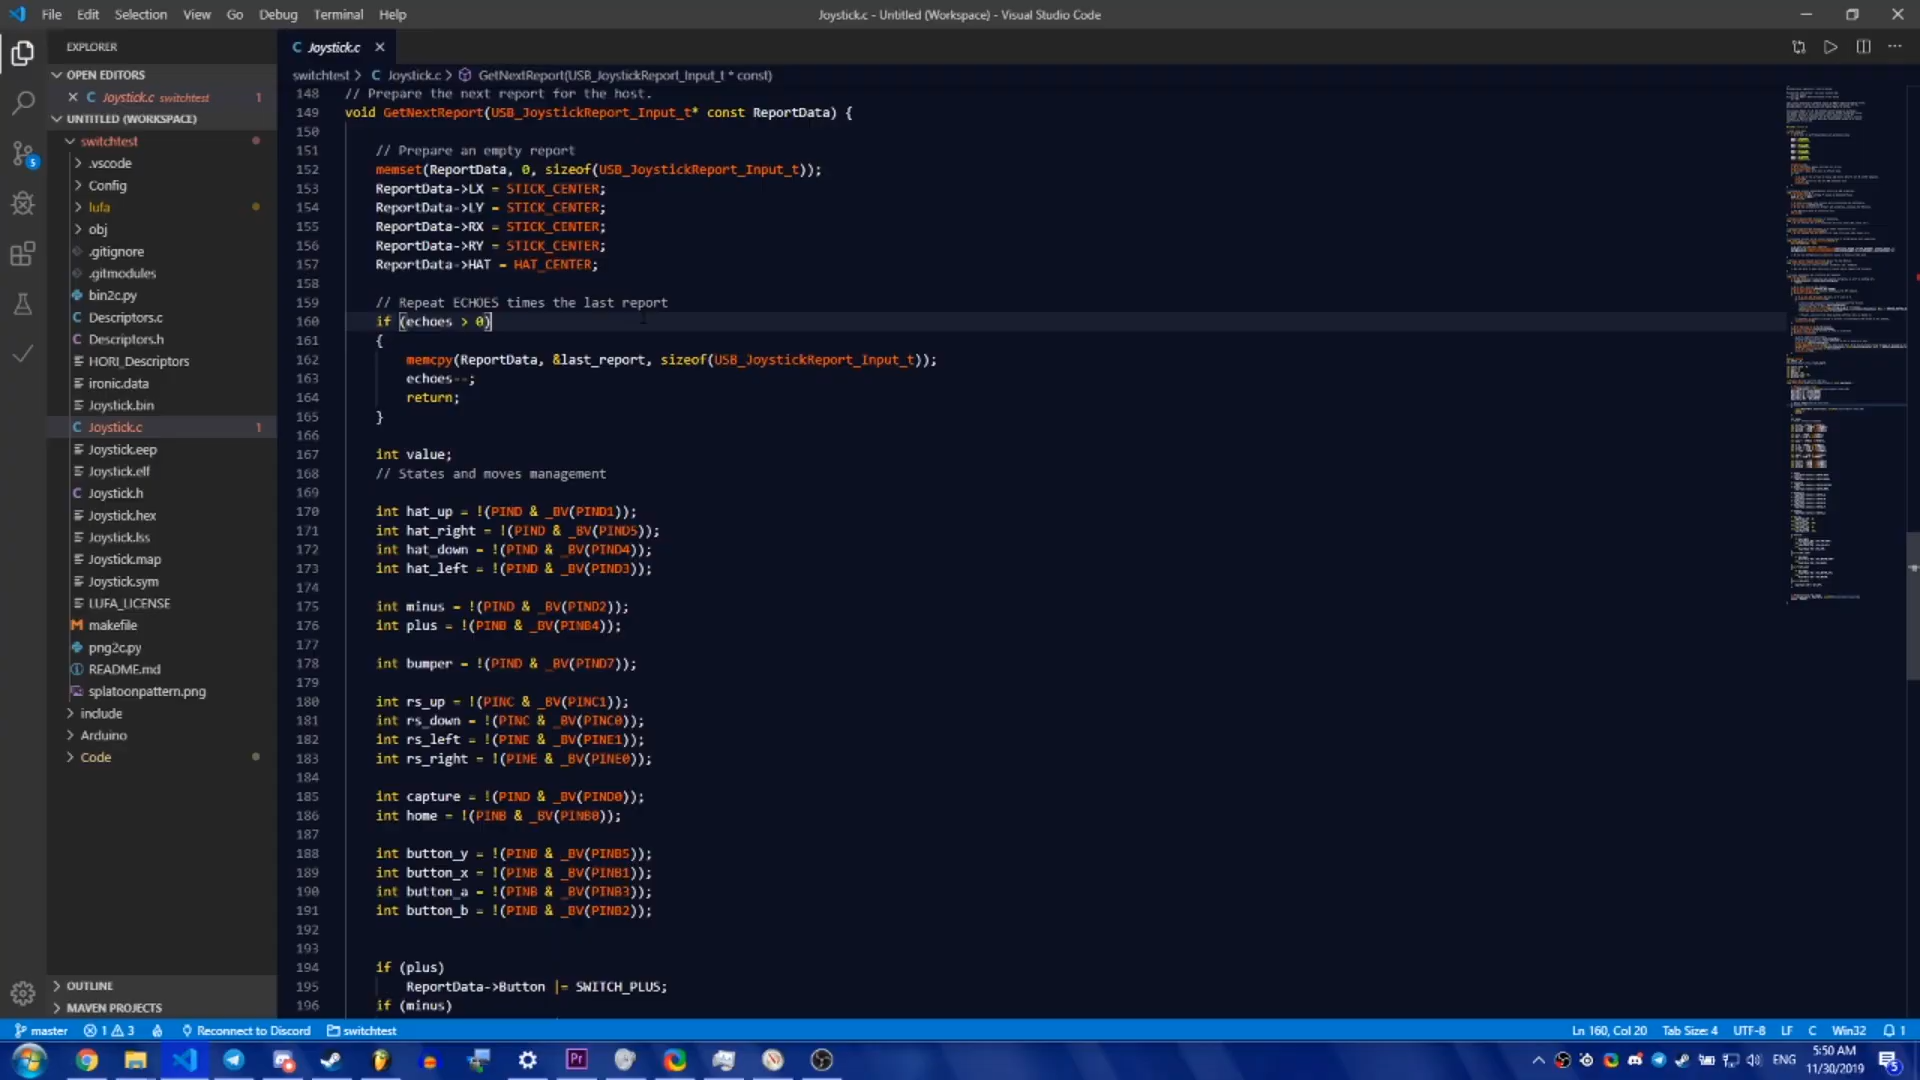 File Edit Selection View Go Debug Terminal Help
Joystick.c - Untitled (Workspace) - Visual Studio Code
EXPLORER
OPEN EDITORS
Joystick.c switchtest 1
UNTITLED (WORKSPACE)
switchtest
.vscode
Config
lufa
obj
.gitignore
.gitmodules
bin2c.py
Descriptors.c
Descriptors.h
HORI_Descriptors
ironic.data
Joystick.bin
Joystick.c 1
Joystick.eep
Joystick.elf
Joystick.h
Joystick.hex
Joystick.lss
Joystick.map
Joystick.sym
LUFA_LICENSE
makefile
png2c.py
README.md
splatoonpattern.png
include
Arduino
Code
OUTLINE
MAVEN PROJECTS
5
C Joystick.c
switchtest > C Joystick.c > GetNextReport(USB_JoystickReport_Input_t * const)
148 // Prepare the next report for the host.
149 void GetNextReport(USB_JoystickReport_Input_t* const ReportData) {
150
151 // Prepare an empty report
152 memset(ReportData, 0, sizeof(USB_JoystickReport_Input_t));
153 ReportData->LX = STICK_CENTER;
154 ReportData->LY = STICK_CENTER;
155 ReportData->RX = STICK_CENTER;
156 ReportData->RY = STICK_CENTER;
157 ReportData->HAT = HAT_CENTER;
158
159 // Repeat ECHOES times the last report
160 if (echoes > 0)
161 {
162 memcpy(ReportData, &last_report, sizeof(USB_JoystickReport_Input_t));
163 echoes--;
164 return;
165 }
166
167 int value;
168 // States and moves management
169
170 int hat_up = !(PIND & _BV(PIND1));
171 int hat_right = !(PIND & _BV(PIND5));
172 int hat_down = !(PIND & _BV(PIND4));
173 int hat_left = !(PIND & _BV(PIND3));
174
175 int minus = !(PIND & _BV(PIND2));
176 int plus = !(PINB & _BV(PINB4));
177
178 int bumper = !(PIND & _BV(PIND7));
179
180 int rs_up = !(PINC & _BV(PINC1));
181 int rs_down = !(PINC & _BV(PINC0));
182 int rs_left = !(PINE & _BV(PINE1));
183 int rs_right = !(PINE & _BV(PINE0));
184
185 int capture = !(PIND & _BV(PIND0));
186 int home = !(PINB & _BV(PINB0));
187
188 int button_y = !(PINB & _BV(PINB5));
189 int button_x = !(PINB & _BV(PINB1));
190 int button_a = !(PINB & _BV(PINB3));
191 int button_b = !(PINB & _BV(PINB2));
192
193
194 if (plus)
195 ReportData->Button |= SWITCH_PLUS;
196 if (minus)
master 1 3 Reconnect to Discord switchtest
Ln 160, Col 20 Tab Size: 4 UTF-8 LF C Win32 1
Pr
ENG
5:50 AM
11/30/2019
5